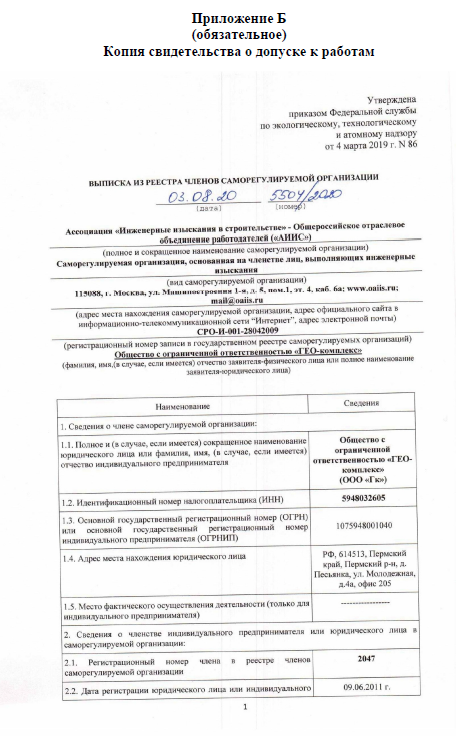 Приложение Б
(обязательное)
Копия свидетельства о допуске к работам
Утверждена
приказом Федеральной службы
по экологическому, технологическому
и атомному надзору
от 4 марта 2019 г. N 86
ВЫПИСКА ИЗ РЕЕСТРА ЧЛЕНОВ САМОРЕГУЛИРУЕМОЙ ОРГАНИЗАЦИИ
03.08.20 5504/2020
(дата) (номер)
Ассоциация «Инженерные изыскания в строительстве» - Общероссийское отраслевое
объединение работодателей («АИИС»)
(полное и сокращенное наименование саморегулируемой организации)
Саморегулируемая организация, основанная на членстве лиц, выполняющих инженерные
изыскания
(вид саморегулируемой организации)
115088, г. Москва, ул. Машиностроения 1-я, д. 5, пом.1, эт. 4, каб. 6а; www.oaiis.ru;
mail@oaiis.ru
(адрес места нахождения саморегулируемой организации, адрес официального сайта в
информационно-телекоммуникационной сети "Интернет", адрес электронной почты)
СРО-И-001-28042009
(регистрационный номер записи в государственном реестре саморегулируемых организаций)
Общество с ограниченной ответственностью «ГЕО-комплекс»
(фамилия, имя,(в случае, если имеется) отчество заявителя-физического лица или полное наименование
заявителя-юридического лица)
Наименование Сведения
1. Сведения о члене саморегулируемой организации:
1.1. Полное и (в случае, если имеется) сокращенное наименование
юридического лица или фамилия, имя, (в случае, если имеется)
отчество индивидуального предпринимателя
Общество с
ограниченной
ответственностью «ГЕО-
комплекс»
(ООО «Гк»)
1.2. Идентификационный номер налогоплательщика (ИНН) 5948032605
1.3. Основной государственный регистрационный номер (ОГРН)
или основной государственный регистрационный номер
индивидуального предпринимателя (ОГРНИП)
1075948001040
1.4. Адрес места нахождения юридического лица
РФ, 614513, Пермский
край, Пермский р-н, д.
Песьянка, ул. Молодежная,
д.4а, офис 205
1.5. Место фактического осуществления деятельности (только для
индивидуального предпринимателя)
----------------
2. Сведения о членстве индивидуального предпринимателя или юридического лица в
саморегулируемой организации:
2.1. Регистрационный номер члена в реестре членов
саморегулируемой организации
2047
2.2. Дата регистрации юридического лица или индивидуального 09.06.2011 г.
1